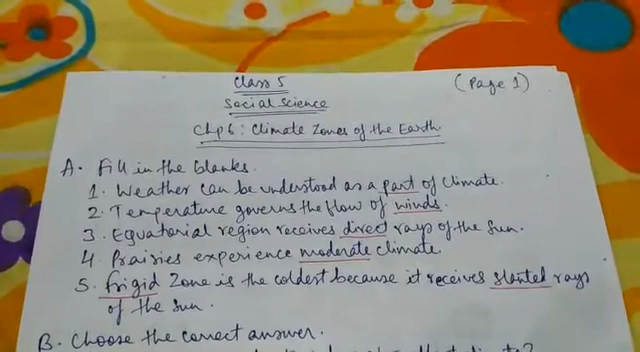 Class 5
(Page 1)
Social Science
Chp 6 : Climate Zones of the Earth.
A. Fill in the blanks.
1. Weather can be understood as a part of climate.
2. Temperature governs the flow of winds.
3. Equatorial region receives direct rays of the sun.
4. Prairies experience moderate climate.
5. Frigid Zone is the coldest because it receives slanted rays
of the sun.
B. Choose the correct answer.